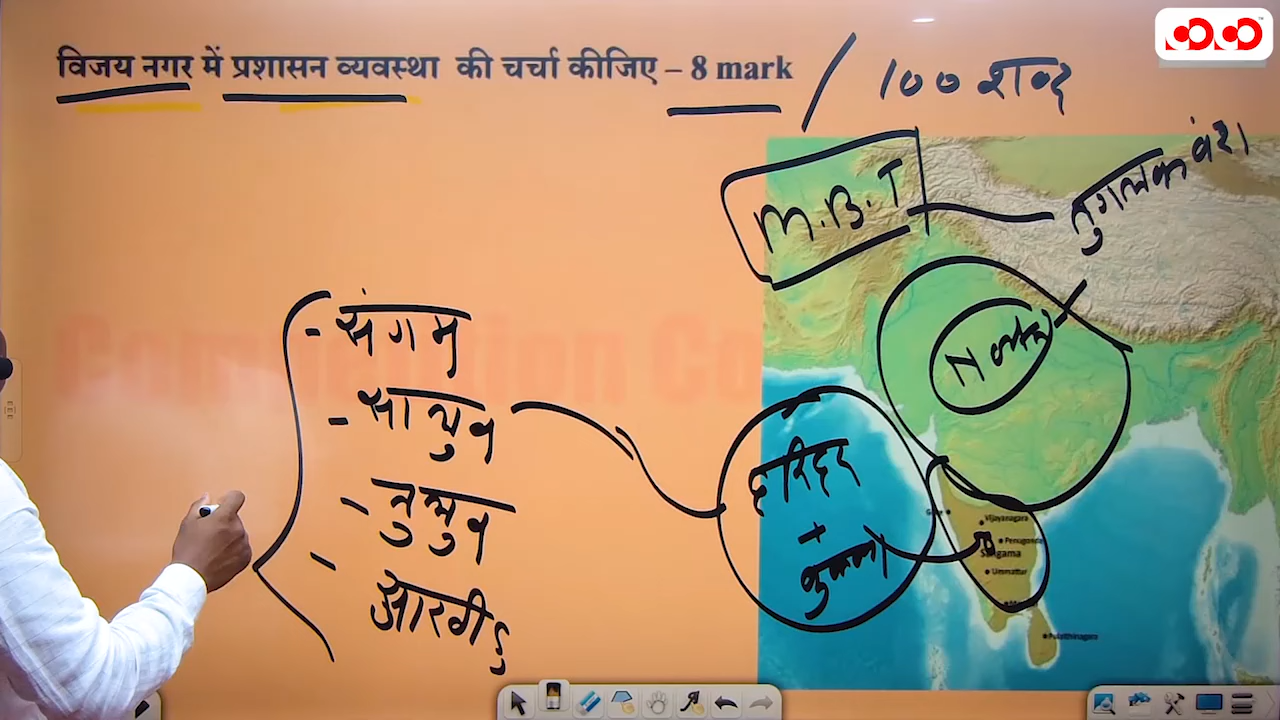 विजय नगर में प्रशासन व्यवस्था की चर्चा कीजिए – 8 mark / 100 शब्द
M.B.T
तुगलक वंश
North
- संगम
- सालुव
- तुलुव
- आरवीडु
हरिहर
+
बुक्का
Vijayanagara
Penugonda
Sangama
Ummattur